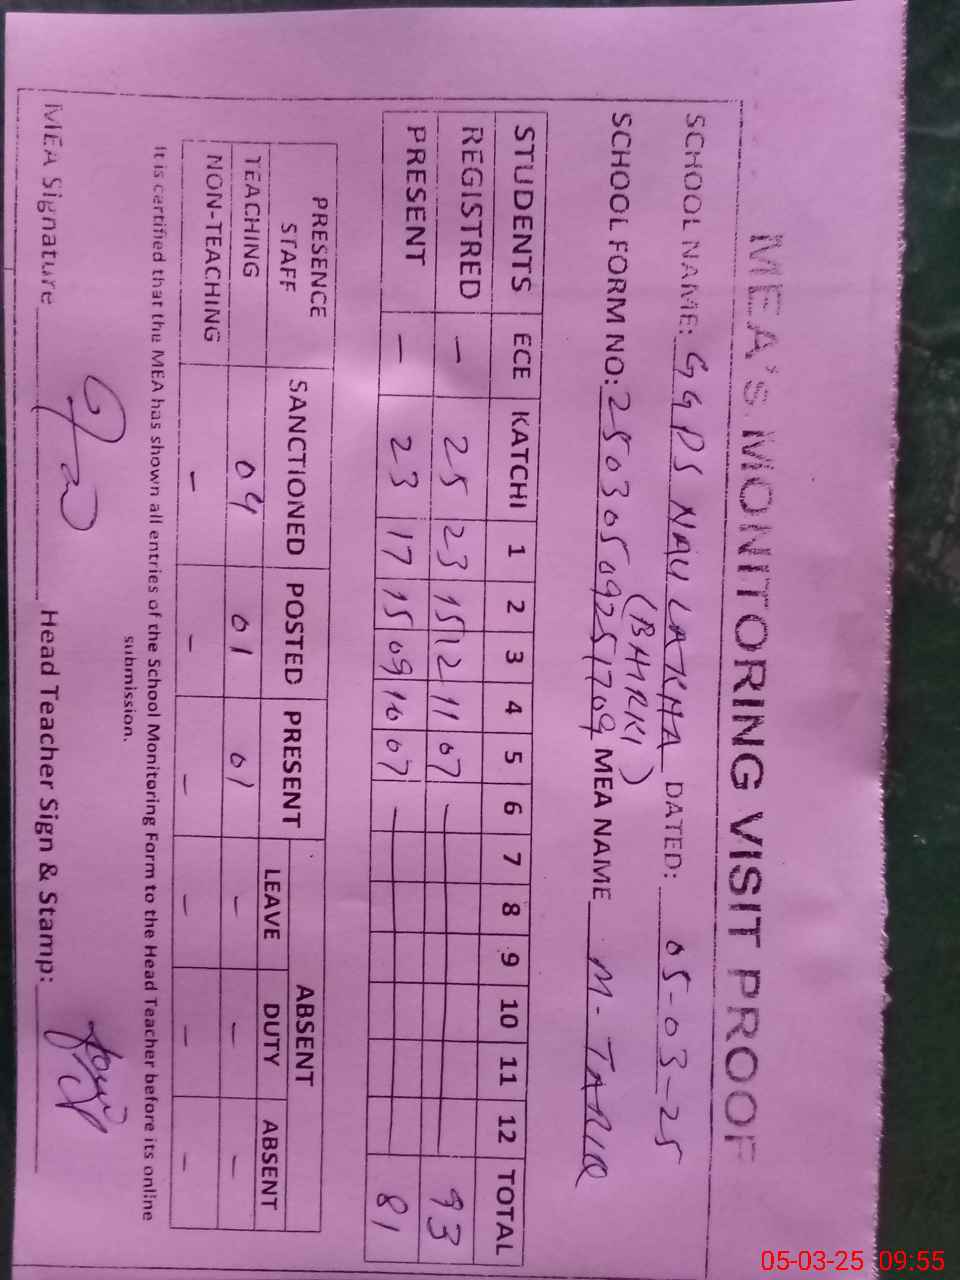 MEA's MONITORING VISIT PROOF
SCHOOL NAME: GGPS NAULAKHA DATED: 05-03-25
(BHRKI)
SCHOOL FORM NO: 25030509251709 MEA NAME M-TARIQ
STUDENTS ECE KATCHI 1 2 3 4 5 6 7 8 9 10 11 12 TOTAL
REGISTRED - 25 23 15 12 11 07 - 93
PRESENT - 23 17 15 09 10 07 - 81
PRESENCE STAFF SANCTIONED POSTED PRESENT ABSENT
LEAVE DUTY ABSENT
TEACHING 04 01 01 - - -
NON-TEACHING - - - - - -
It is certified that the MEA has shown all entries of the School Monitoring Form to the Head Teacher before its online
submission.
MEA Signature Head Teacher Sign & Stamp:
05-03-25 09:55